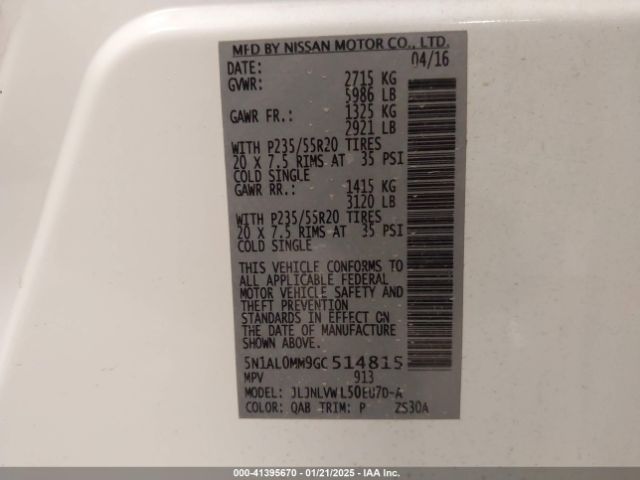 MFD BY NISSAN MOTOR CO., LTD.
DATE: 04/16
GVWR: 2715 KG
5986 LB
GAWR FR.: 1325 KG
2921 LB
WITH P235/55R20 TIRES
20 X 7.5 RIMS AT 35 PSI
COLD SINGLE
GAWR RR.: 1415 KG
3120 LB
WITH P235/55R20 TIRES
20 X 7.5 RIMS AT 35 PSI
COLD SINGLE
THIS VEHICLE CONFORMS TO
ALL APPLICABLE FEDERAL
MOTOR VEHICLE SAFETY AND
THEFT PREVENTION
STANDARDS IN EFFECT ON
THE DATE OF MANUFACTURE
SHOWN ABOVE.
5N1AL0MM9GC514815
MPV 913
MODEL: JLJNLVWL50EU7D-A
COLOR: QAB TRIM: P ZS30A
000-41395670 - 01/21/2025 - IAAI.com